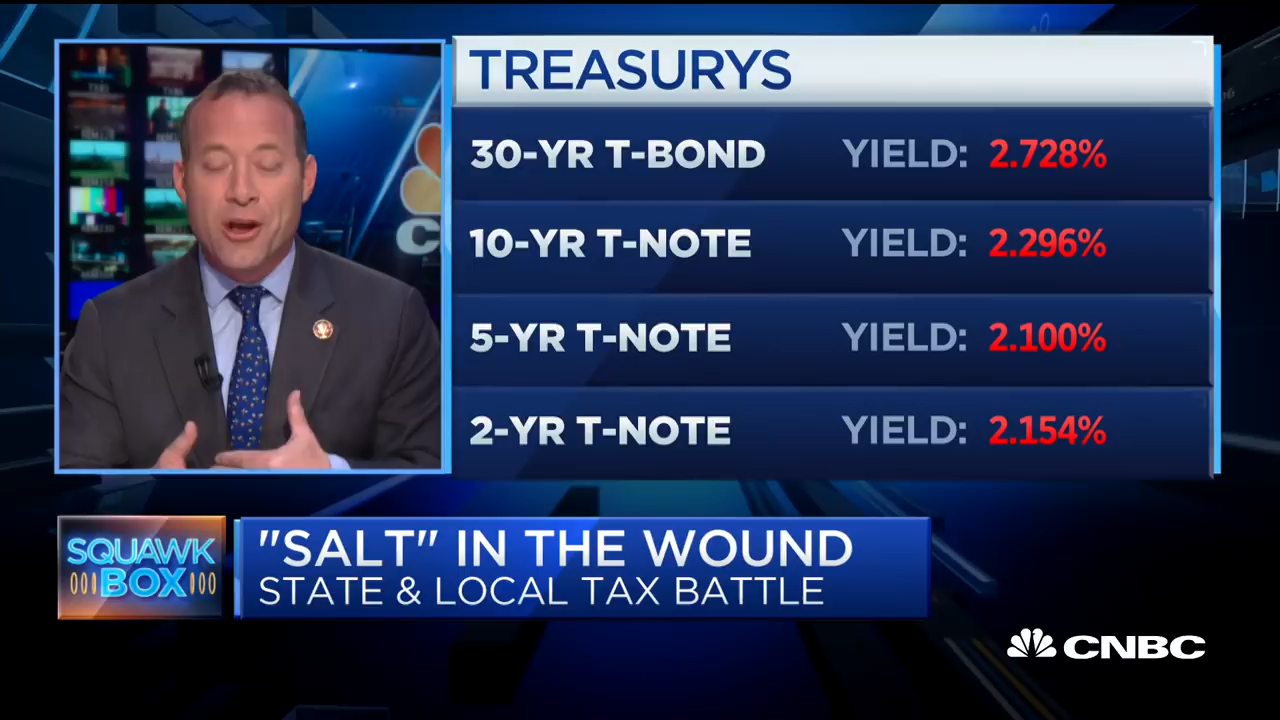 TREASURYS
30-YR T-BOND YIELD: 2.728%
10-YR T-NOTE YIELD: 2.296%
5-YR T-NOTE YIELD: 2.100%
2-YR T-NOTE YIELD: 2.154%
SQUAWK
BOX
"SALT" IN THE WOUND
STATE & LOCAL TAX BATTLE
CNBC